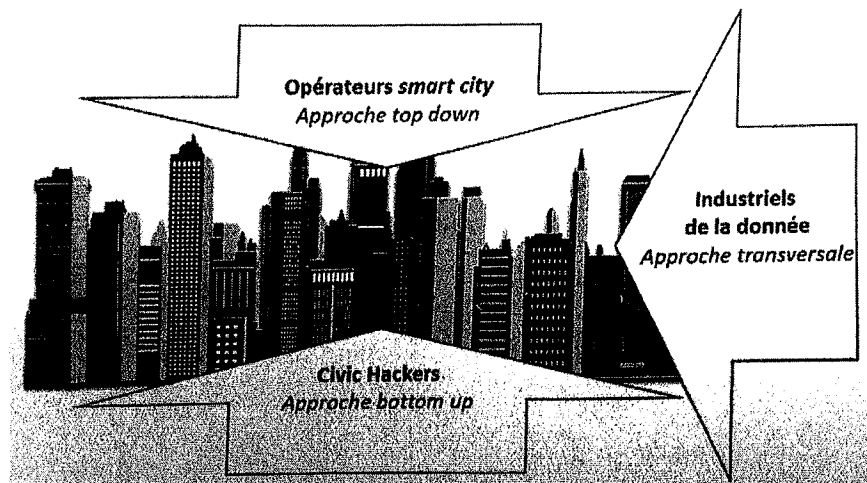 Opérateurs smart city
Approche top down
Industriels
de la donnée
Approche transversale
Civic Hackers
Approche bottom up